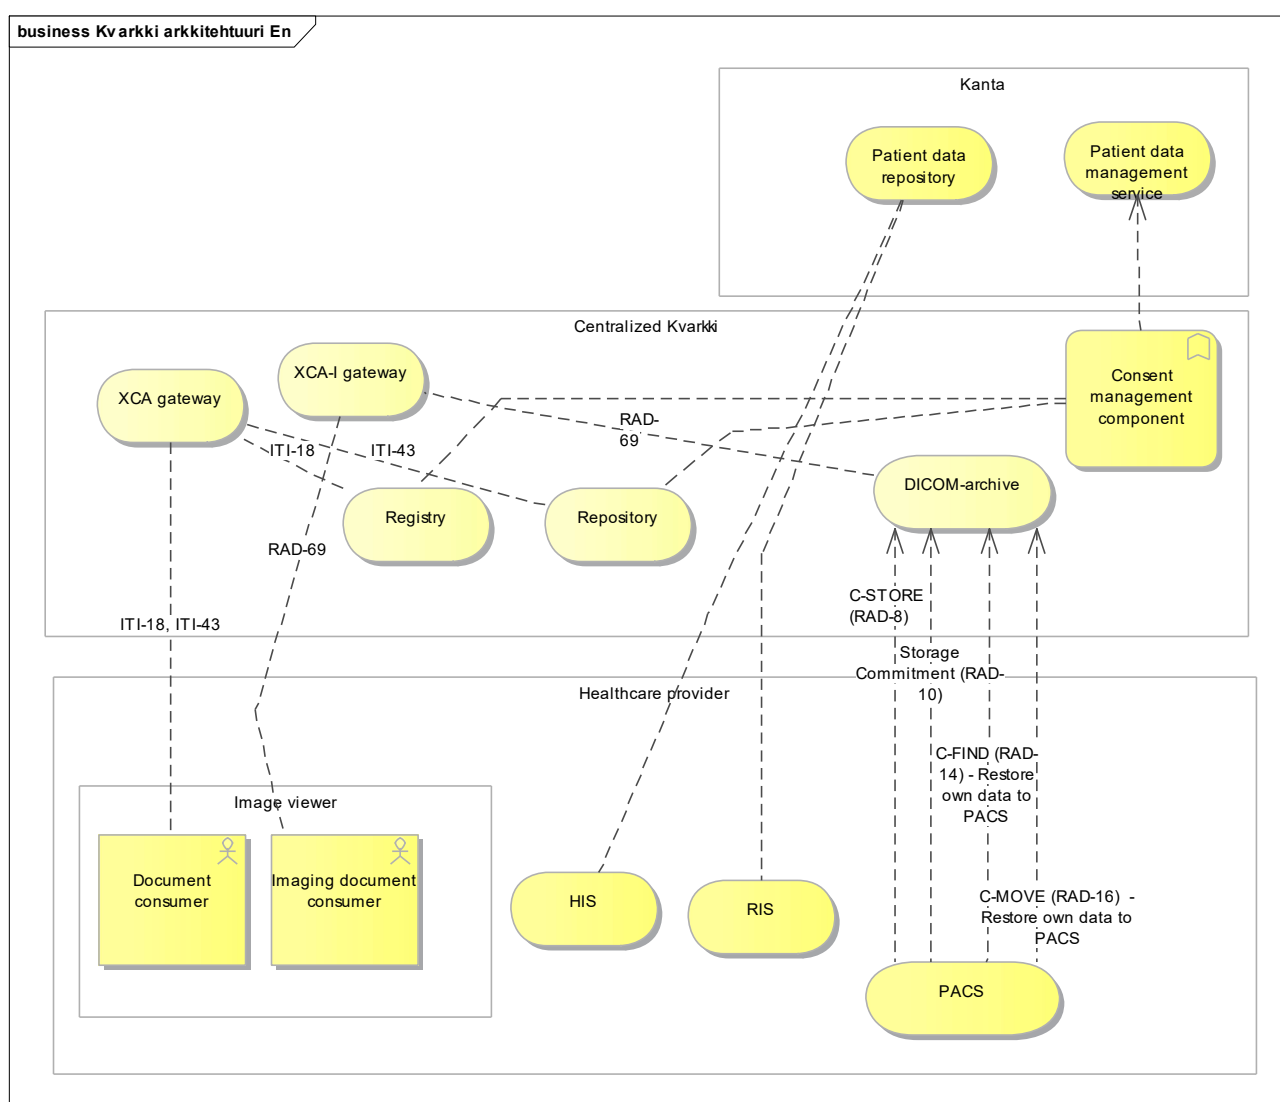 business Kvarkki arkkitehtuuri En
Kanta
Patient data
repository
Patient data
management
service
Centralized Kvarkki
XCA gateway
XCA-I gateway
Consent
management
component
RAD-
69
ITI-18
ITI-43
DICOM-archive
Registry
Repository
RAD-69
ITI-18, ITI-43
C-STORE
(RAD-8)
Storage
Commitment (RAD-
10)
Healthcare provider
C-FIND (RAD-
14) - Restore
own data to
PACS
Image viewer
Document
consumer
Imaging document
consumer
HIS
RIS
C-MOVE (RAD-16) -
Restore own data to
PACS
PACS